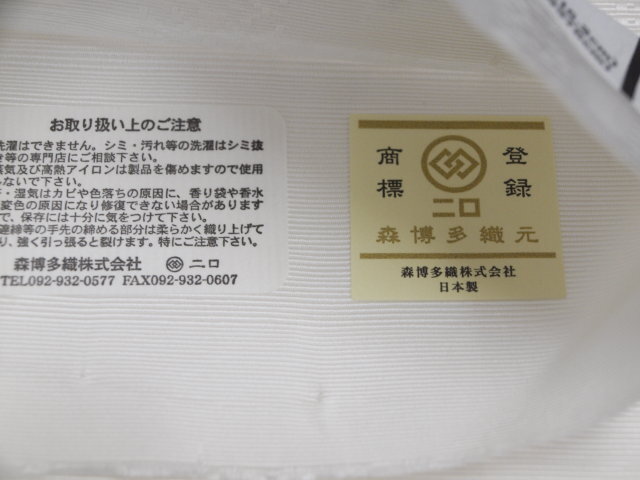 お取り扱い上のご注意
洗濯はできません。シミ・汚れ等の洗濯はシミ抜
き等の専門店にご相談下さい。
蒸気及び高熱アイロンは製品を傷めますので使用
しないで下さい。
・湿気はカビや色落ちの原因に、香り袋や香水
変色の原因になり修復できない場合があります
で、保存には十分に気をつけて下さい。
連締等の手先の締める部分は柔らかく織り上げて
り、強く引っ張ると裂けます。特にご注意下さい。
森博多織株式会社 二ロ
TEL092-932-0577 FAX092-932-0607
登録
商標
二ロ
森博多織元
森博多織株式会社
日本製